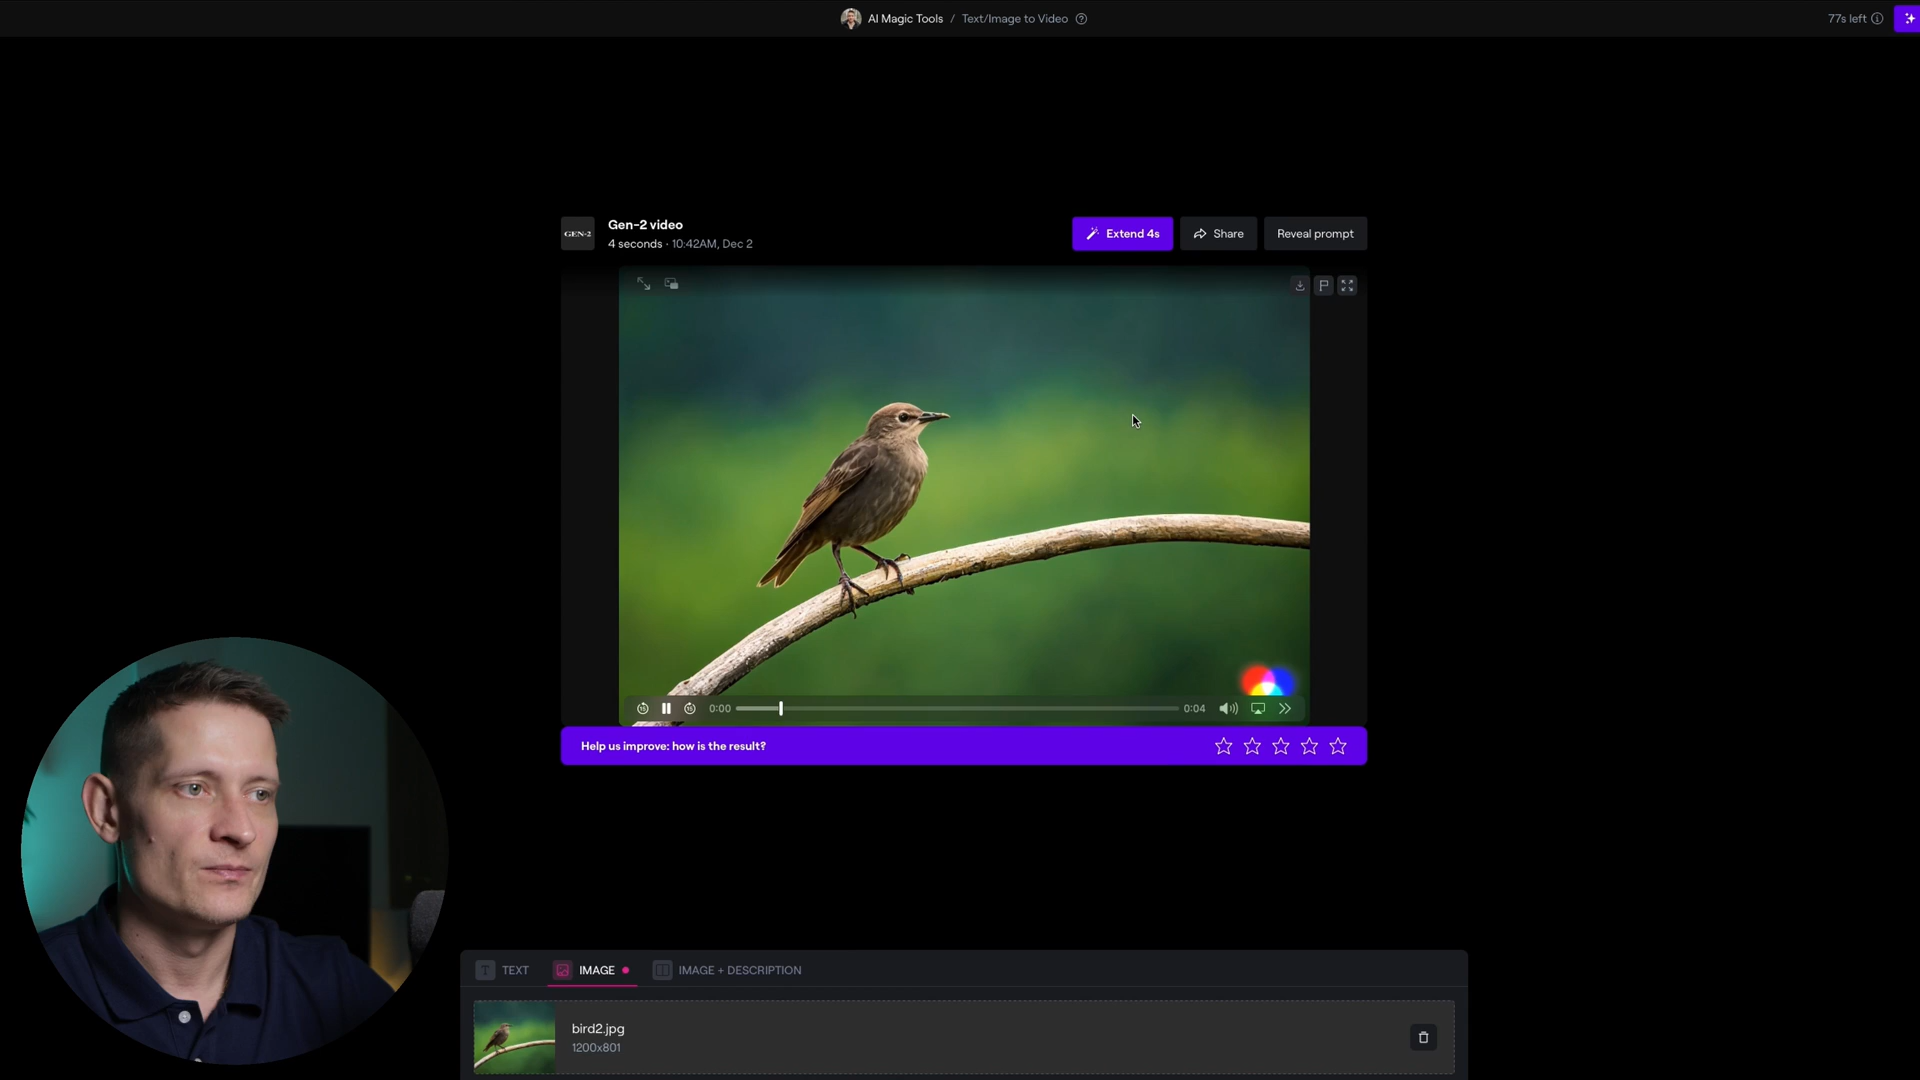 AI Magic Tools / Text/Image to Video
77s left
GEN-2
Gen-2 video
4 seconds · 10:42AM, Dec 2
Extend 4s
Share
Reveal prompt
15
15
0:00
0:04
Help us improve: how is the result?
TEXT
IMAGE
IMAGE + DESCRIPTION
bird2.jpg
1200x801